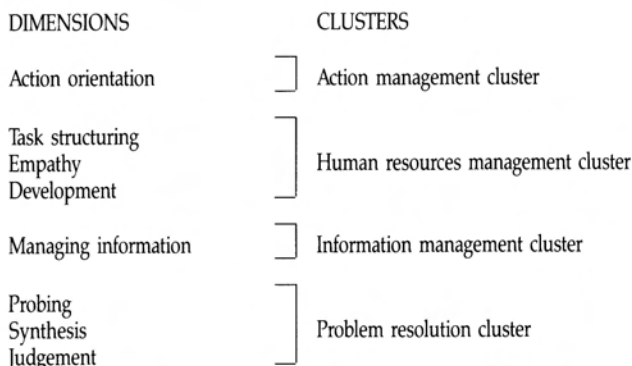 DIMENSIONS CLUSTERS
Action orientation Action management cluster
Task structuring
Empathy Human resources management cluster
Development
Managing information Information management cluster
Probing
Synthesis Problem resolution cluster
Judgement